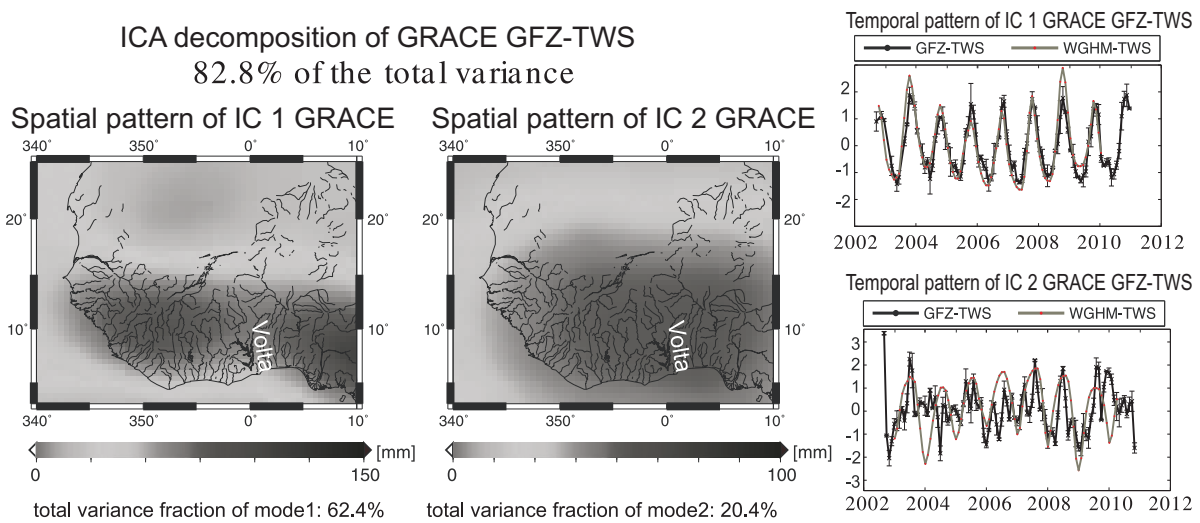 ICA decomposition of GRACE GFZ-TWS
82.8% of the total variance
Spatial pattern of IC 1 GRACE
340° 350° 0° 10°
20° 20°
10° 10°
Volta
340° 350° 0° 10°
[mm]
0 150
total variance fraction of mode1: 62.4%
Spatial pattern of IC 2 GRACE
340° 350° 0° 10°
20° 20°
10° 10°
Volta
340° 350° 0° 10°
[mm]
0 100
total variance fraction of mode2: 20.4%
Temporal pattern of IC 1 GRACE GFZ-TWS
GFZ-TWS WGHM-TWS
2
1
0
-1
-2
2002 2004 2006 2008 2010 2012
Temporal pattern of IC 2 GRACE GFZ-TWS
GFZ-TWS WGHM-TWS
3
2
1
0
-1
-2
-3
2002 2004 2006 2008 2010 2012